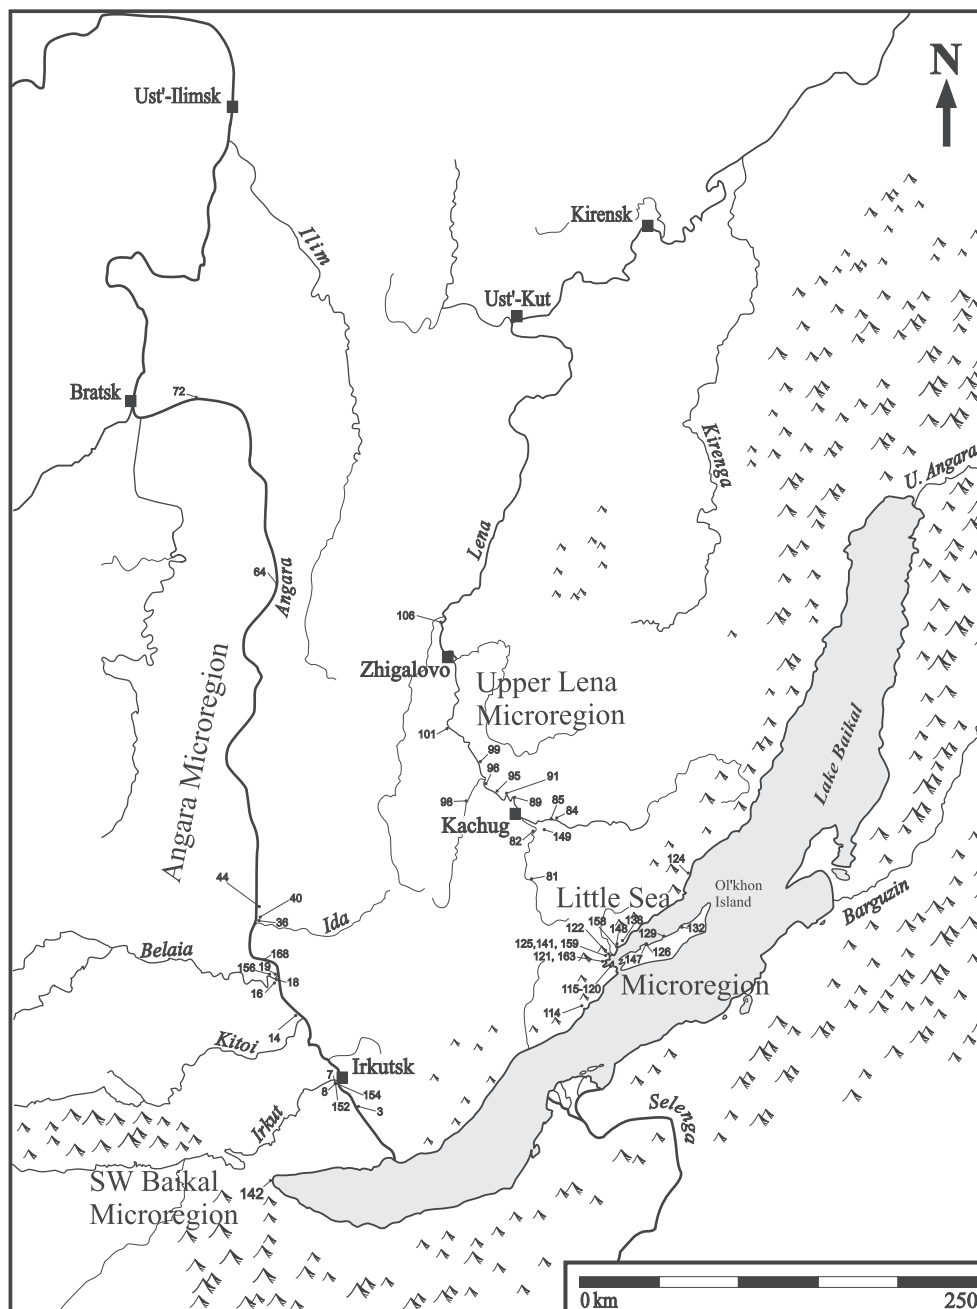 N
Ust'-Ilimsk
Ilim
Kirensk
Ust'-Kut
Bratsk
72
Kirenga
U. Angara
Lena
64
Angara
106
Zhigalovo
Upper Lena
Microregion
Angara Microregion
101
99
96
95
91
98
89
85
84
Kachug
82
149
Lake Baikal
81
124
44
40
36
Ida
Little Sea
Ol'khon
Island
Barguzin
158
138
122
148
129
132
125, 141, 159
126
121, 163
147
115-120
Microregion
114
Belaia
168
156
19
18
16
14
Kitoi
7
Irkutsk
8
154
152
3
Irkut
Selenga
SW Baikal
Microregion
142
0 km
250